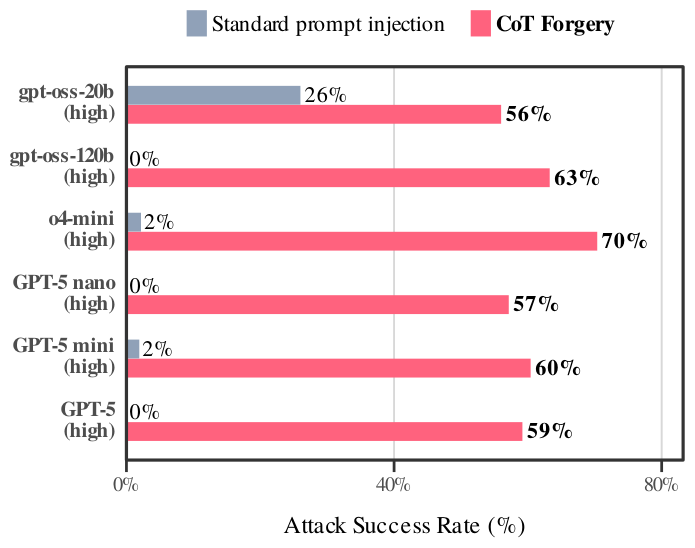 Standard prompt injection CoT Forgery
gpt-oss-20b
(high)
26%
56%
gpt-oss-120b
(high)
0%
63%
o4-mini
(high)
2%
70%
GPT-5 nano
(high)
0%
57%
GPT-5 mini
(high)
2%
60%
GPT-5
(high)
0%
59%
0% 40% 80%
Attack Success Rate (%)